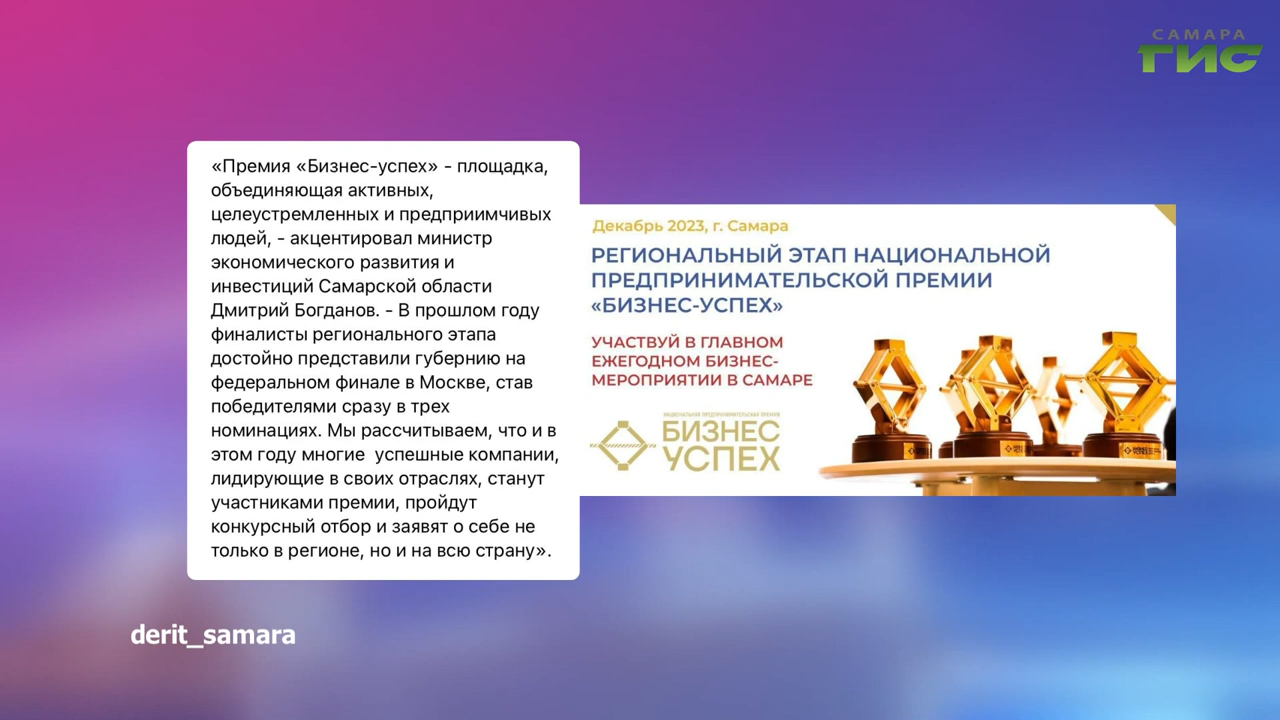 САМАРА
ГИС
«Премия «Бизнес-успех» - площадка,
объединяющая активных,
целеустремленных и предприимчивых
людей, - акцентировал министр
экономического развития и
инвестиций Самарской области
Дмитрий Богданов. - В прошлом году
финалисты регионального этапа
достойно представили губернию на
федеральном финале в Москве, став
победителями сразу в трех
номинациях. Мы рассчитываем, что и в
этом году многие  успешные компании,
лидирующие в своих отраслях, станут
участниками премии, пройдут
конкурсный отбор и заявят о себе не
только в регионе, но и на всю страну».
Декабрь 2023, г. Самара
РЕГИОНАЛЬНЫЙ ЭТАП НАЦИОНАЛЬНОЙ
ПРЕДПРИНИМАТЕЛЬСКОЙ ПРЕМИИ
«БИЗНЕС-УСПЕХ»
УЧАСТВУЙ В ГЛАВНОМ
ЕЖЕГОДНОМ БИЗНЕС-
МЕРОПРИЯТИИ В САМАРЕ
НАЦИОНАЛЬНАЯ ПРЕДПРИНИМАТЕЛЬСКАЯ ПРЕМИЯ
БИЗНЕС
УСПЕХ
derit_samara